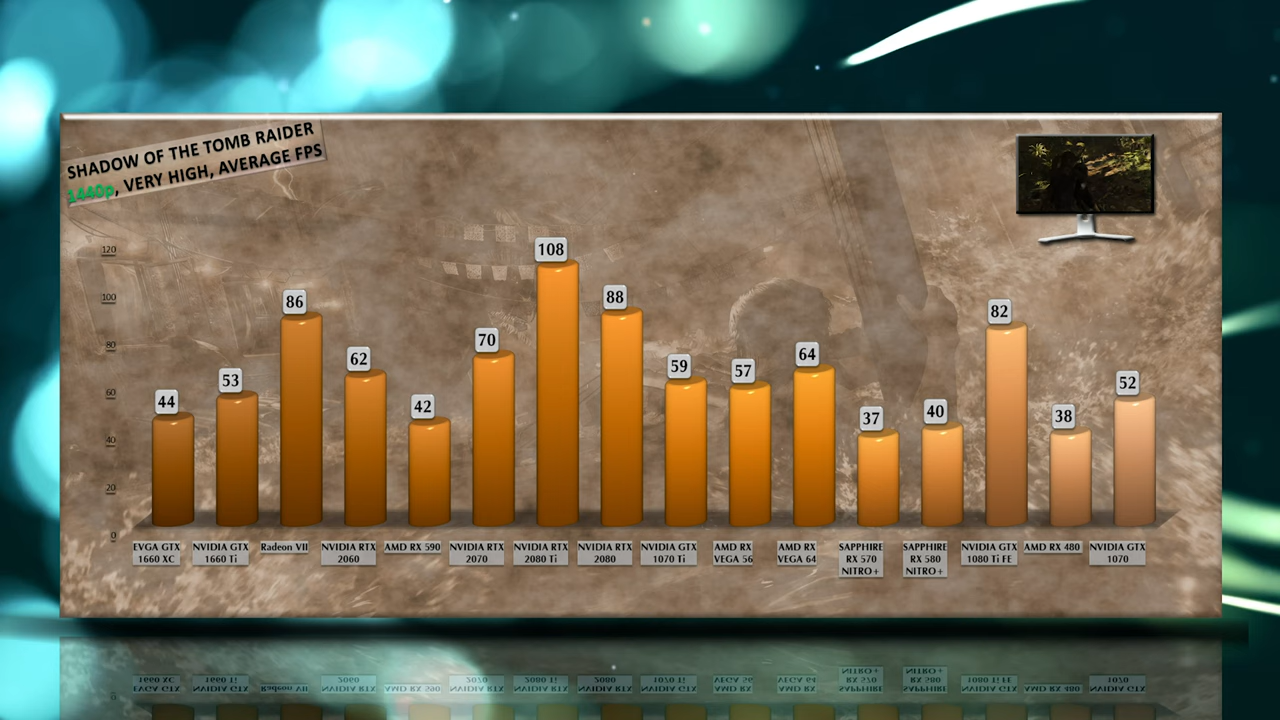 SHADOW OF THE TOMB RAIDER
1440p, VERY HIGH, AVERAGE FPS
120
100
80
60
40
20
0
44
53
86
62
42
70
108
88
59
57
64
37
40
82
38
52
EVGA GTX
1660 XC
NVIDIA GTX
1660 Ti
Radeon VII
NVIDIA RTX
2060
AMD RX 590
NVIDIA RTX
2070
NVIDIA RTX
2080 Ti
NVIDIA RTX
2080
NVIDIA GTX
1070 Ti
AMD RX
VEGA 56
AMD RX
VEGA 64
SAPPHIRE
RX 570
NITRO+
SAPPHIRE
RX 580
NITRO+
NVIDIA GTX
1080 Ti FE
AMD RX 480
NVIDIA GTX
1070